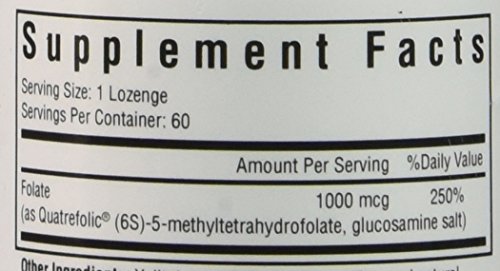 Supplement Facts
Serving Size: 1 Lozenge
Servings Per Container: 60
Amount Per Serving %Daily Value
Folate 1000 mcg 250%
(as Quatrefolic® (6S)-5-methyltetrahydrofolate, glucosamine salt)
Other